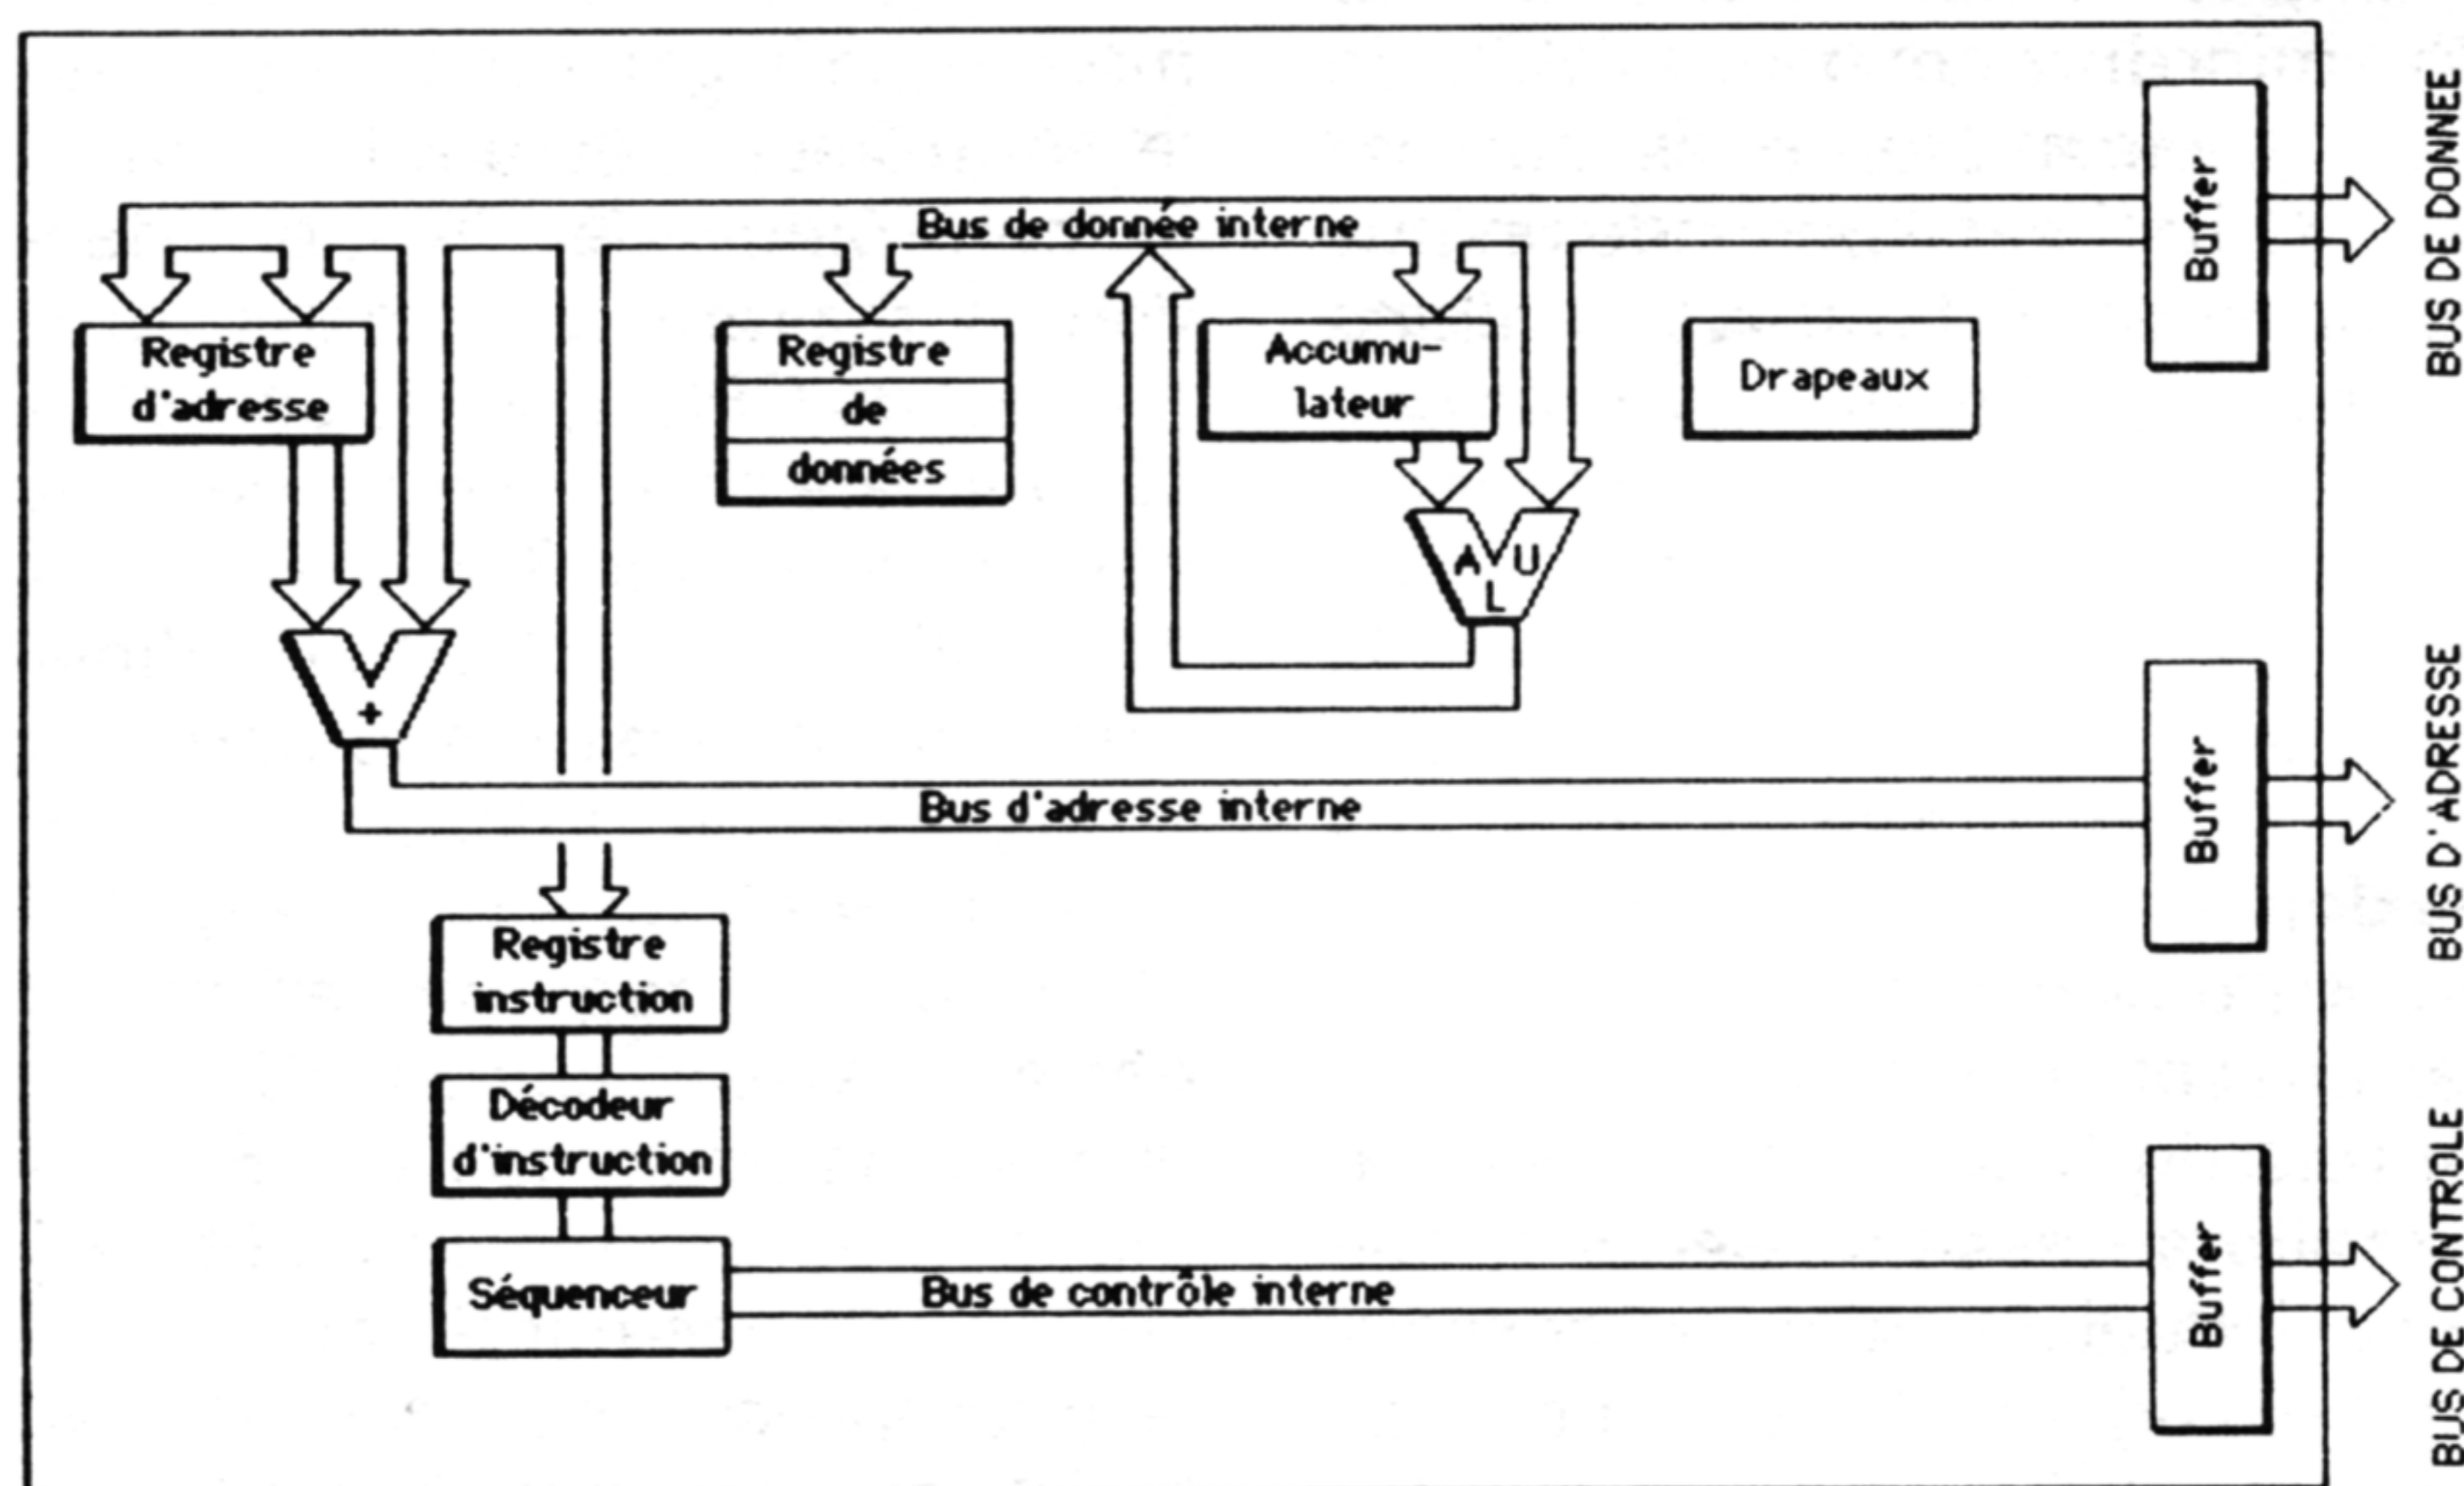 Bus de donnée interne
Buffer
BUS DE DONNEE
Registre
d'adresse
Registre
de
données
Accumu-
lateur
Drapeaux
A U
L
+
Bus d'adresse interne
Buffer
BUS D'ADRESSE
Registre
instruction
Décodeur
d'instruction
Séquenceur
Bus de contrôle interne
Buffer
BUS DE CONTROLE